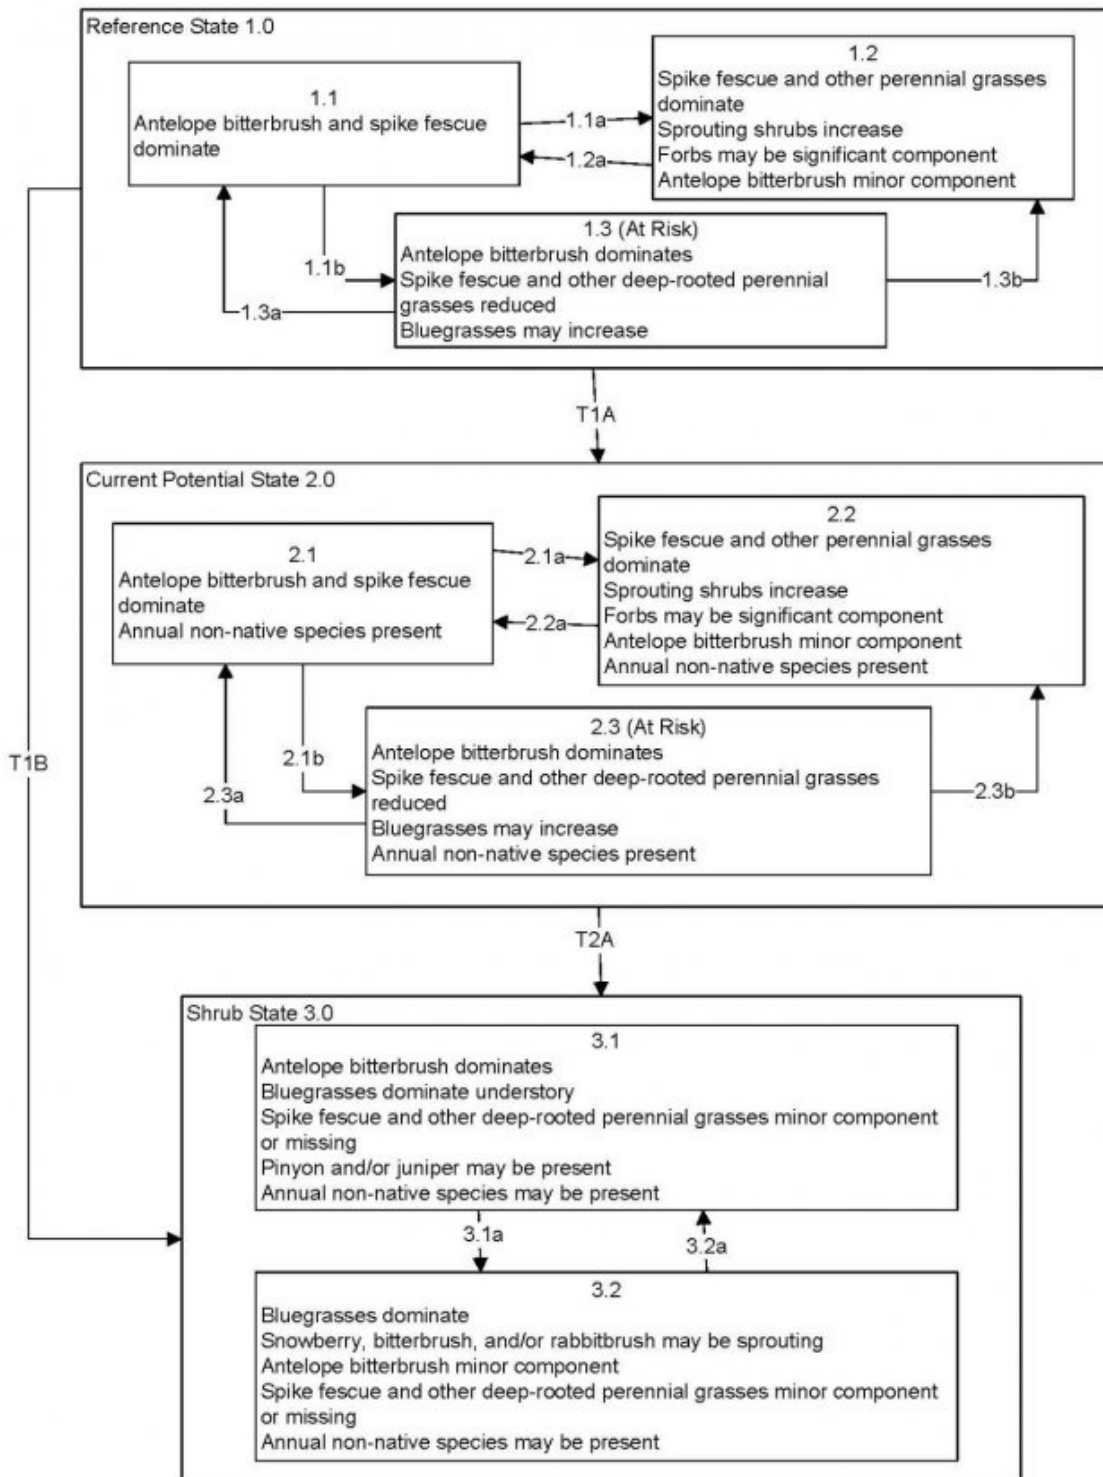 Reference State 1.0
1.1
Antelope bitterbrush and spike fescue
dominate
1.1a
1.2a
1.2
Spike fescue and other perennial grasses
dominate
Sprouting shrubs increase
Forbs may be significant component
Antelope bitterbrush minor component
1.1b
1.3a
1.3 (At Risk)
Antelope bitterbrush dominates
Spike fescue and other deep-rooted perennial
grasses reduced
Bluegrasses may increase
1.3b
T1A
Current Potential State 2.0
2.1
Antelope bitterbrush and spike fescue
dominate
Annual non-native species present
2.1a
2.2a
2.2
Spike fescue and other perennial grasses
dominate
Sprouting shrubs increase
Forbs may be significant component
Antelope bitterbrush minor component
Annual non-native species present
T1B
2.1b
2.3a
2.3 (At Risk)
Antelope bitterbrush dominates
Spike fescue and other deep-rooted perennial grasses
reduced
Bluegrasses may increase
Annual non-native species present
2.3b
T2A
Shrub State 3.0
3.1
Antelope bitterbrush dominates
Bluegrasses dominate understory
Spike fescue and other deep-rooted perennial grasses minor component
or missing
Pinyon and/or juniper may be present
Annual non-native species may be present
3.1a
3.2a
3.2
Bluegrasses dominate
Snowberry, bitterbrush, and/or rabbitbrush may be sprouting
Antelope bitterbrush minor component
Spike fescue and other deep-rooted perennial grasses minor component
or missing
Annual non-native species may be present